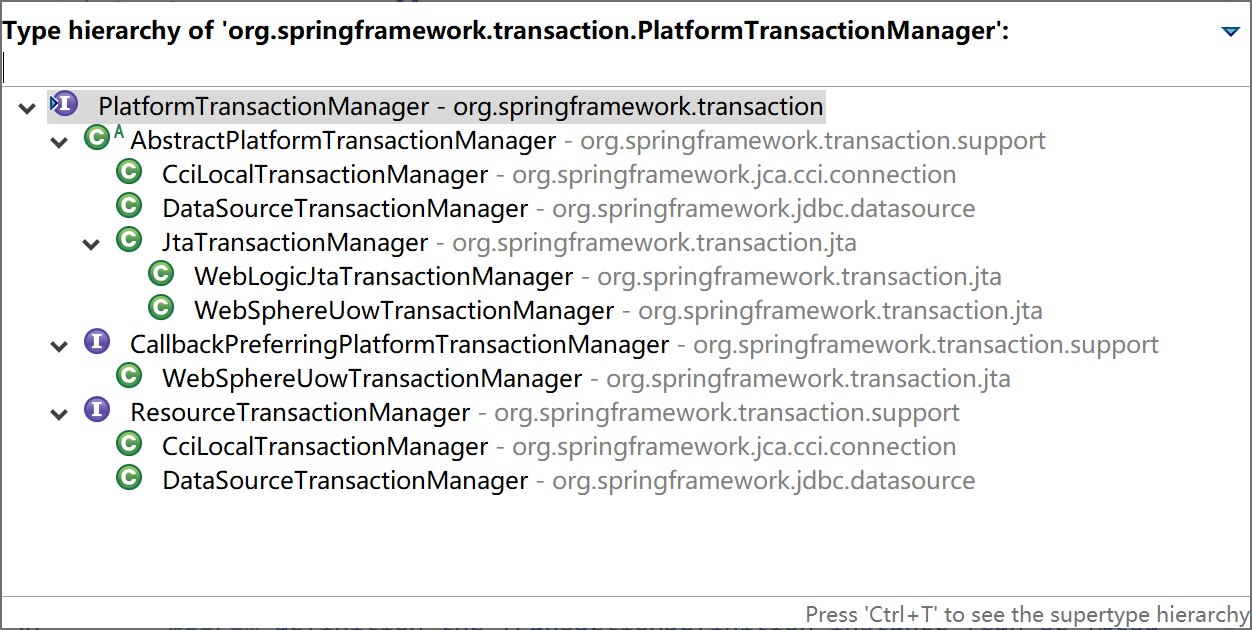 Type hierarchy of 'org.springframework.transaction.PlatformTransactionManager':
PlatformTransactionManager - org.springframework.transaction
AbstractPlatformTransactionManager - org.springframework.transaction.support
CciLocalTransactionManager - org.springframework.jca.cci.connection
DataSourceTransactionManager - org.springframework.jdbc.datasource
JtaTransactionManager - org.springframework.transaction.jta
WebLogicJtaTransactionManager - org.springframework.transaction.jta
WebSphereUowTransactionManager - org.springframework.transaction.jta
CallbackPreferringPlatformTransactionManager - org.springframework.transaction.support
WebSphereUowTransactionManager - org.springframework.transaction.jta
ResourceTransactionManager - org.springframework.transaction.support
CciLocalTransactionManager - org.springframework.jca.cci.connection
DataSourceTransactionManager - org.springframework.jdbc.datasource
Press 'Ctrl+T' to see the supertype hierarchy